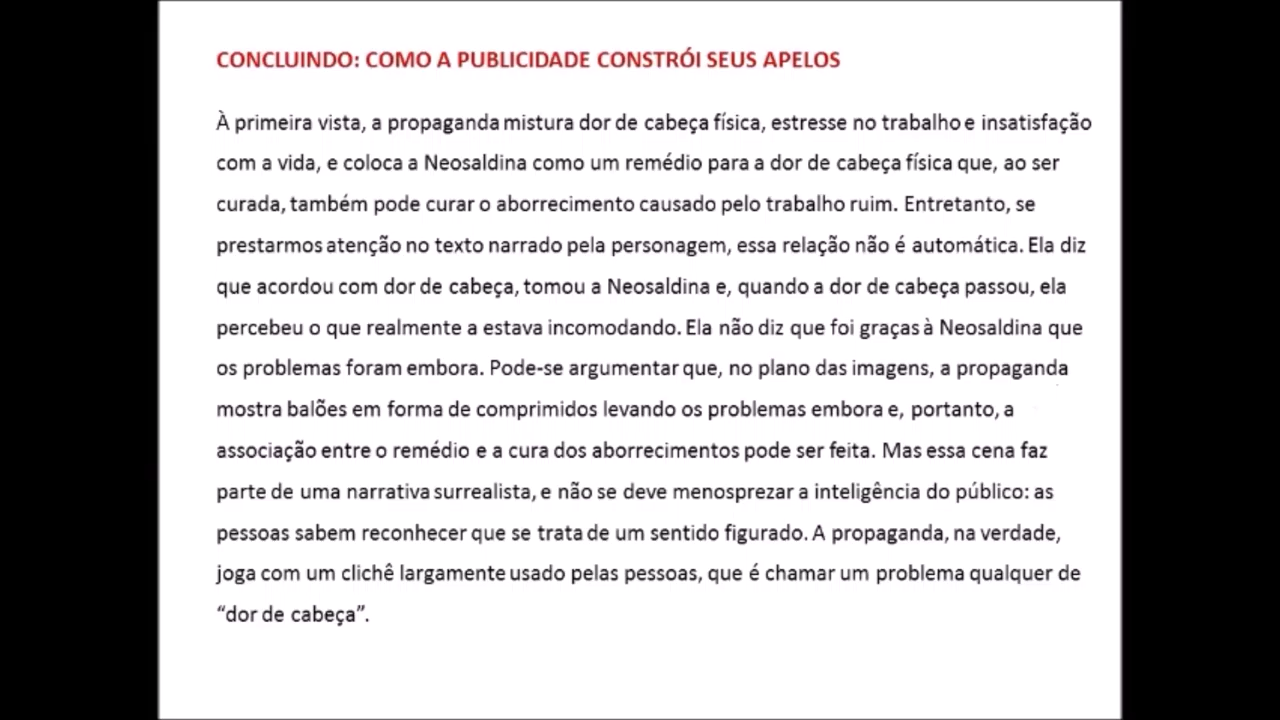 CONCLUINDO: COMO A PUBLICIDADE CONSTRÓI SEUS APELOS
À primeira vista, a propaganda mistura dor de cabeça física, estresse no trabalho e insatisfação
com a vida, e coloca a Neosaldina como um remédio para a dor de cabeça física que, ao ser
curada, também pode curar o aborrecimento causado pelo trabalho ruim. Entretanto, se
prestarmos atenção no texto narrado pela personagem, essa relação não é automática. Ela diz
que acordou com dor de cabeça, tomou a Neosaldina e, quando a dor de cabeça passou, ela
percebeu o que realmente a estava incomodando. Ela não diz que foi graças à Neosaldina que
os problemas foram embora. Pode-se argumentar que, no plano das imagens, a propaganda
mostra balões em forma de comprimidos levando os problemas embora e, portanto, a
associação entre o remédio e a cura dos aborrecimentos pode ser feita. Mas essa cena faz
parte de uma narrativa surrealista, e não se deve menosprezar a inteligência do público: as
pessoas sabem reconhecer que se trata de um sentido figurado. A propaganda, na verdade,
joga com um clichê largamente usado pelas pessoas, que é chamar um problema qualquer de
“dor de cabeça”.